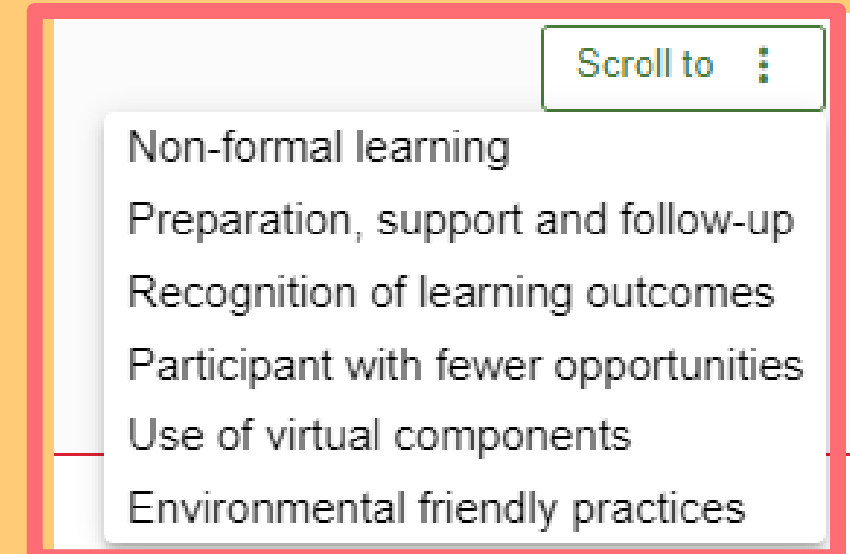 Scroll to
Non-formal learning
Preparation, support and follow-up
Recognition of learning outcomes
Participant with fewer opportunities
Use of virtual components
Environmental friendly practices